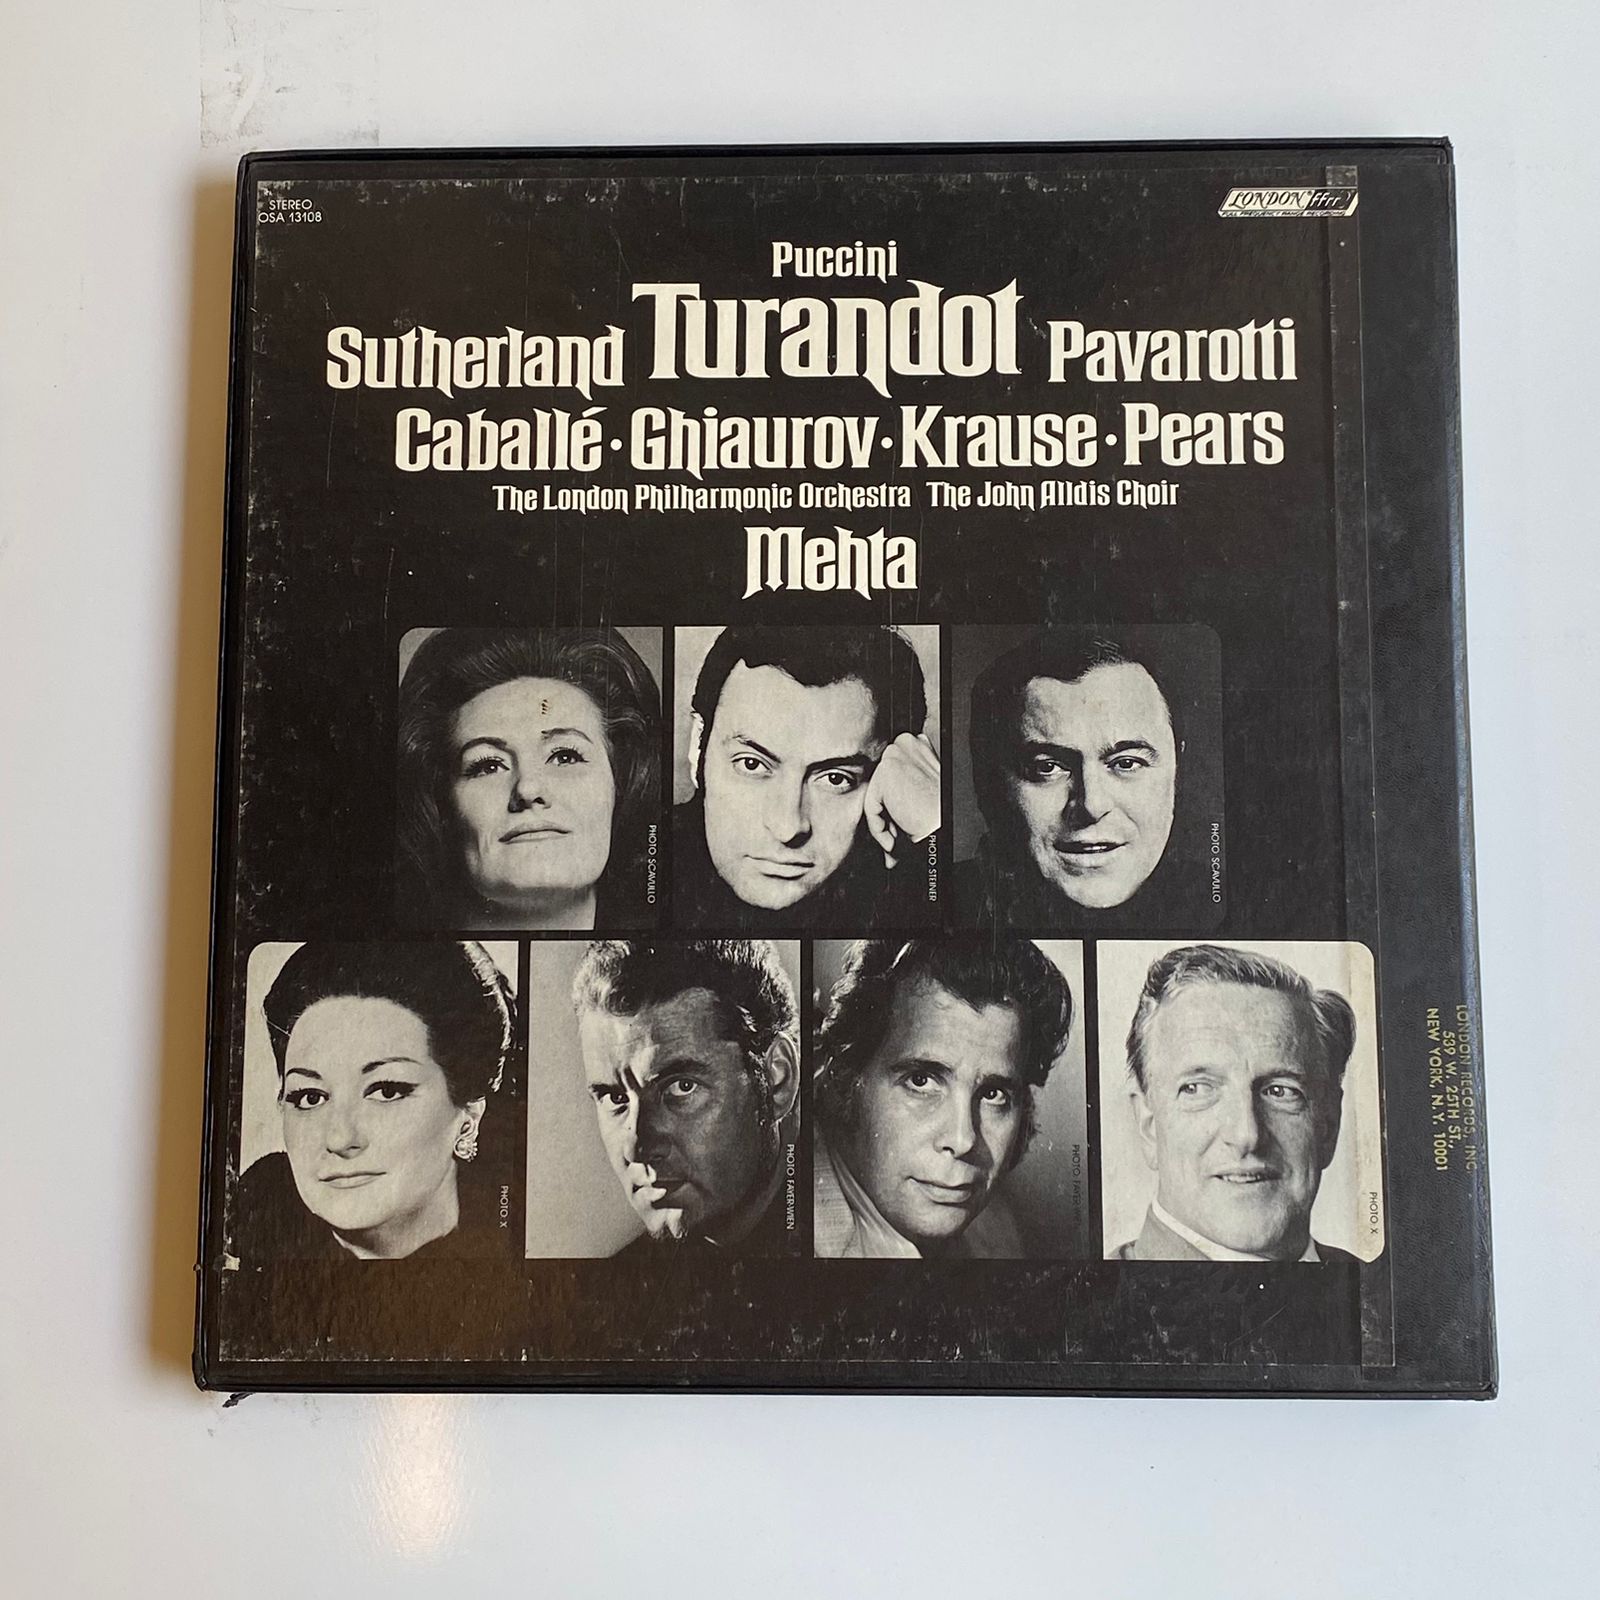 STEREO
OSA 13108
LONDON® ffrr
FULL FREQUENCY RANGE RECORDING
Puccini
Turandot
Sutherland Pavarotti
Caballé · Ghiaurov · Krause · Pears
The London Philharmonic Orchestra The John Alldis Choir
Mehta
PHOTO: SCAVULLO
PHOTO: STEINER
PHOTO: SCAVULLO
PHOTO: X
PHOTO: FAYER-WIEN
PHOTO: FAYER
PHOTO: X
LONDON RECORDS, INC.
539 W. 25TH ST.,
NEW YORK, N.Y. 10001